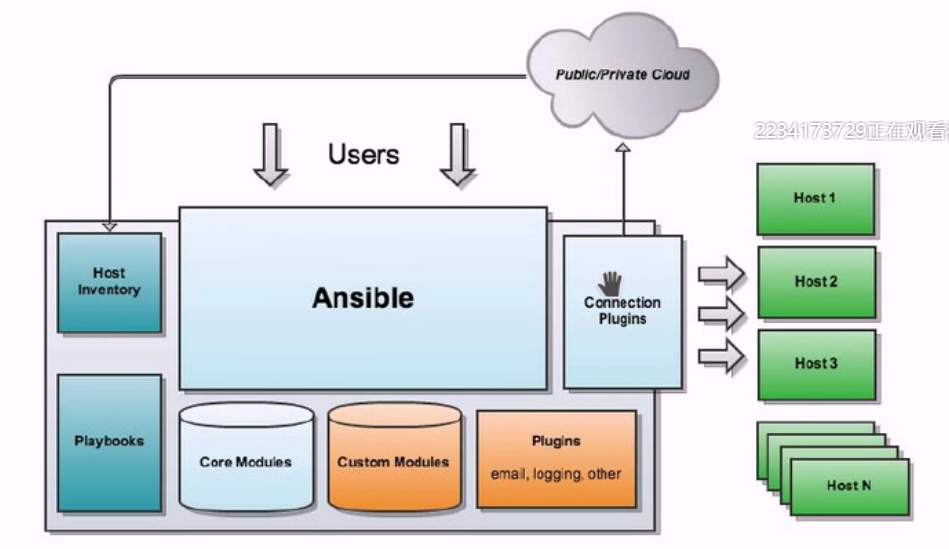 Public/Private Cloud
2234173729正在观看
Users
Host 1
Host
Inventory
Ansible
Connection
Plugins
Host 2
Host 3
Playbooks
Core Modules
Custom Modules
Plugins
email, logging, other
Host N